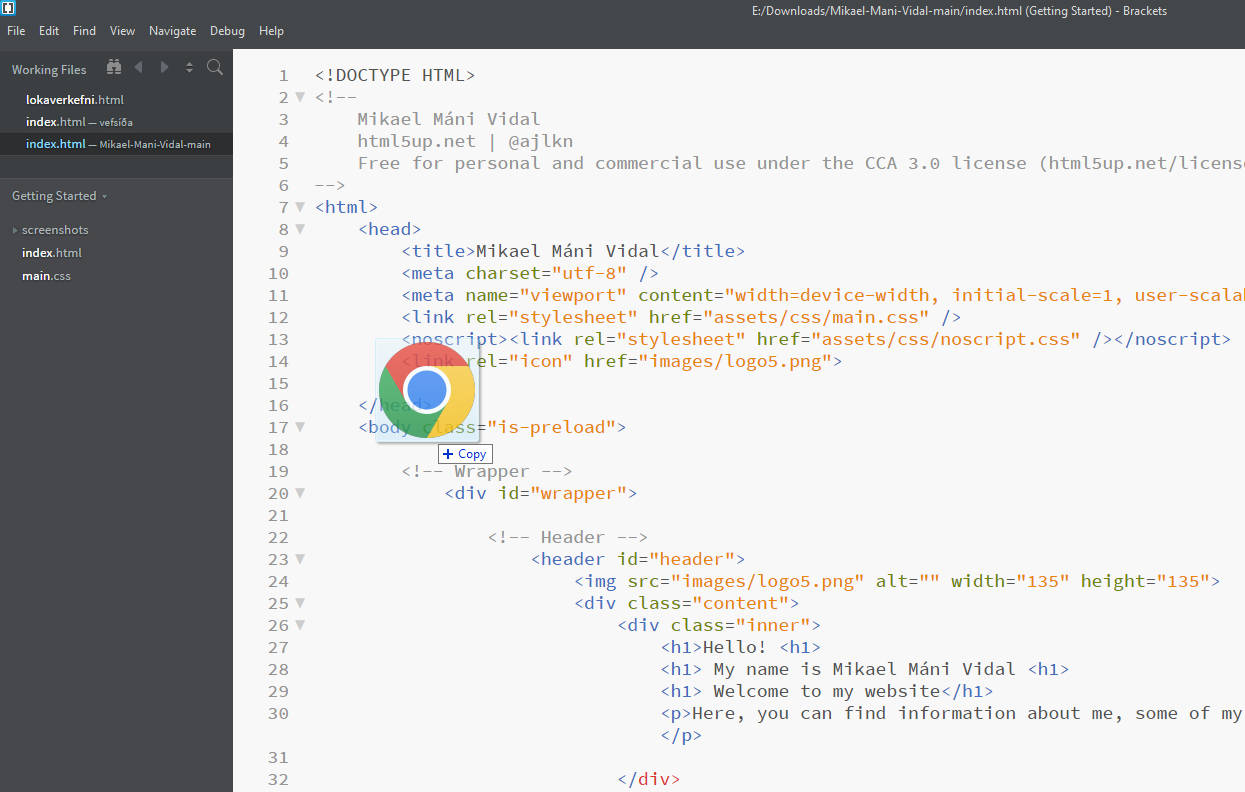 E:/Downloads/Mikael-Mani-Vidal-main/index.html (Getting Started) - Brackets
File Edit Find View Navigate Debug Help
Working Files
lokaverkefni.html
index.html — vefsíða
index.html — Mikael-Mani-Vidal-main
Getting Started
screenshots
index.html
main.css
1 <!DOCTYPE HTML>
2 <!--
3 Mikael Máni Vidal
4 html5up.net | @ajlkn
5 Free for personal and commercial use under the CCA 3.0 license (html5up.net/licens
6 -->
7 <html>
8 <head>
9 <title>Mikael Máni Vidal</title>
10 <meta charset="utf-8" />
11 <meta name="viewport" content="width=device-width, initial-scale=1, user-scalab
12 <link rel="stylesheet" href="assets/css/main.css" />
13 <noscript><link rel="stylesheet" href="assets/css/noscript.css" /></noscript>
14 <link rel="icon" href="images/logo5.png">
15
16 </head>
17 <body class="is-preload">
Copy
18
19 <!-- Wrapper -->
20 <div id="wrapper">
21
22 <!-- Header -->
23 <header id="header">
24 <img src="images/logo5.png" alt="" width="135" height="135">
25 <div class="content">
26 <div class="inner">
27 <h1>Hello! <h1>
28 <h1> My name is Mikael Máni Vidal <h1>
29 <h1> Welcome to my website</h1>
30 <p>Here, you can find information about me, some of my
</p>
31
32 </div>